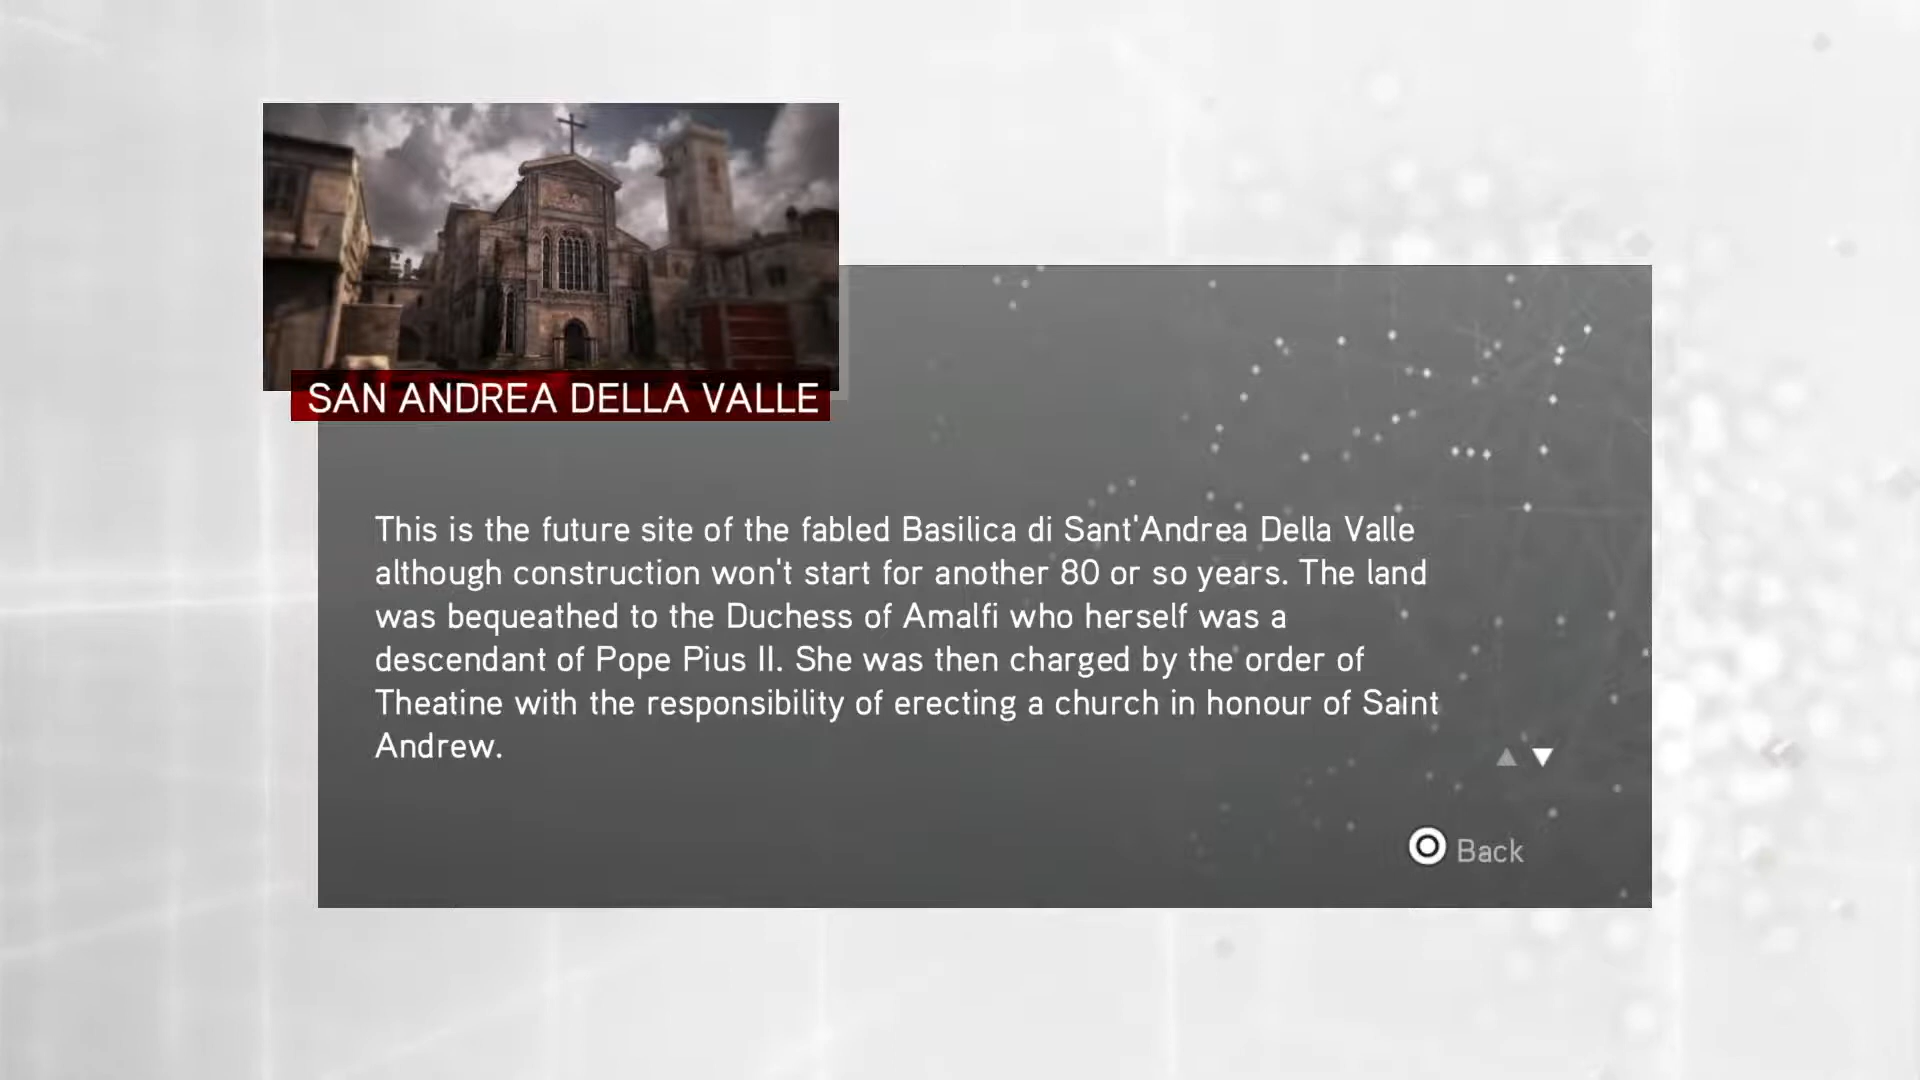 SAN ANDREA DELLA VALLE
This is the future site of the fabled Basilica di Sant'Andrea Della Valle
although construction won't start for another 80 or so years. The land
was bequeathed to the Duchess of Amalfi who herself was a
descendant of Pope Pius II. She was then charged by the order of
Theatine with the responsibility of erecting a church in honour of Saint
Andrew.
Back